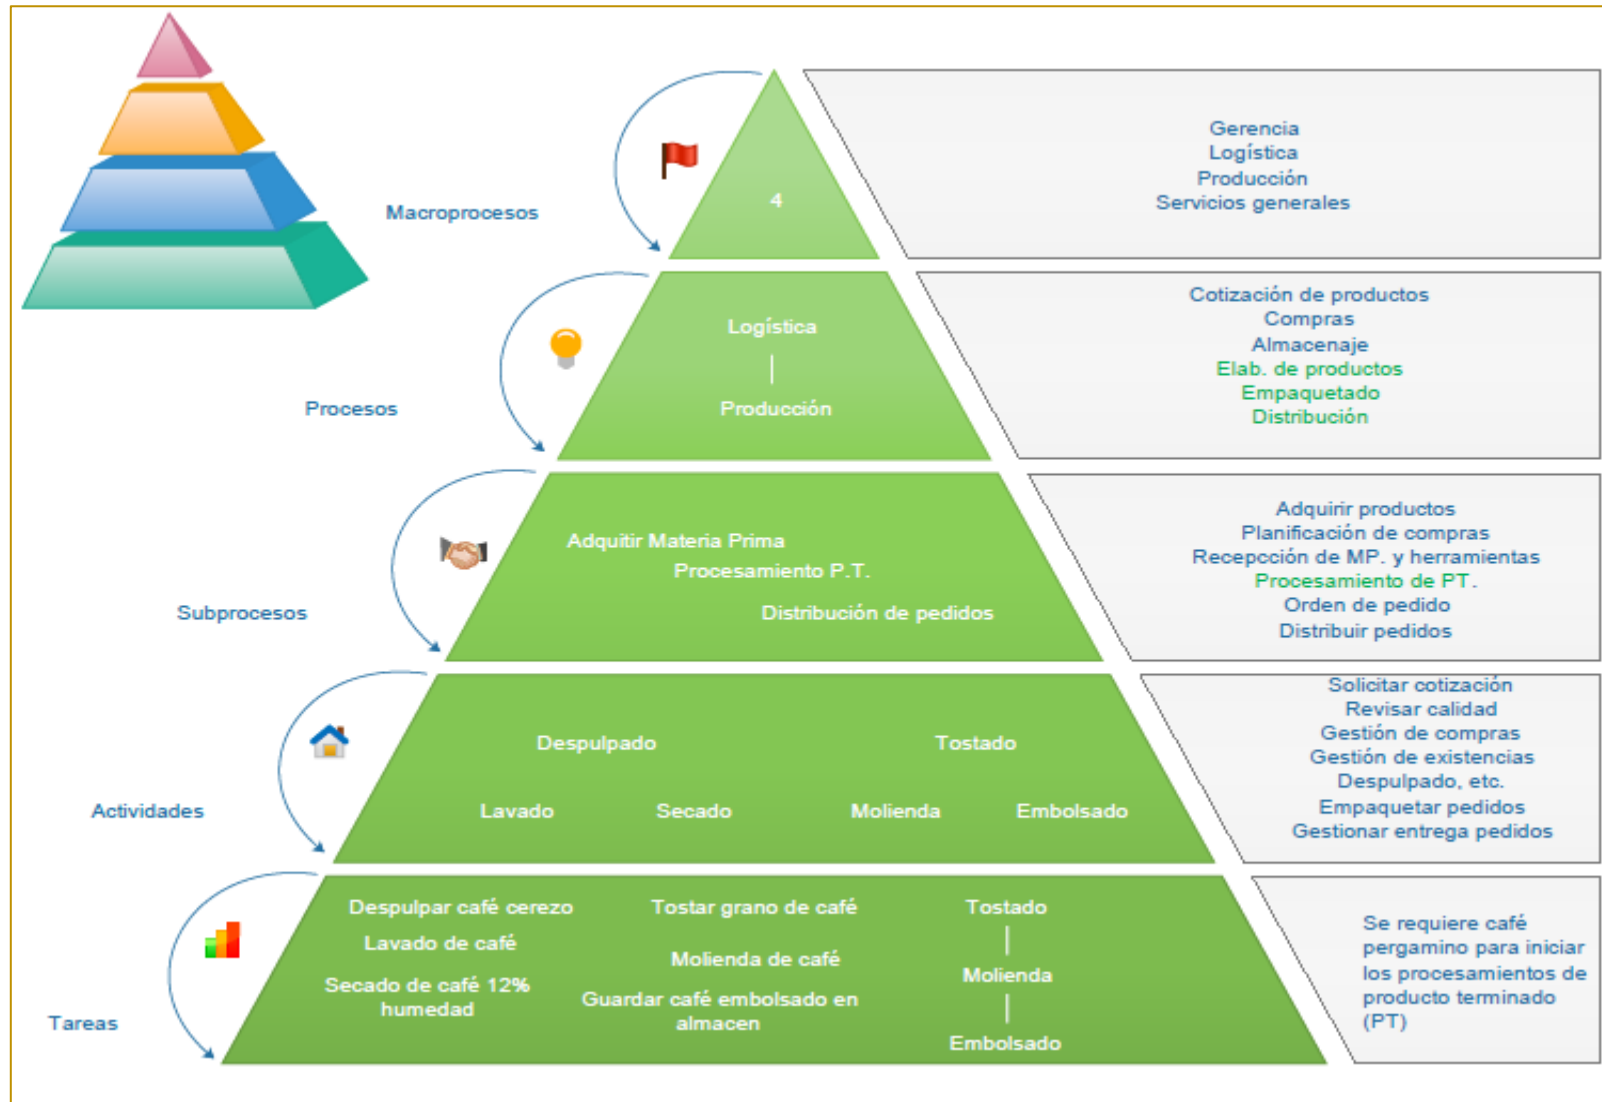 Macroprocesos
4
Gerencia
Logística
Producción
Servicios generales
Procesos
Logística
Producción
Cotización de productos
Compras
Almacenaje
Elab. de productos
Empaquetado
Distribución
Subprocesos
Adquitir Materia Prima
Procesamiento P.T.
Distribución de pedidos
Adquirir productos
Planificación de compras
Recepcción de MP. y herramientas
Procesamiento de PT.
Orden de pedido
Distribuir pedidos
Actividades
Despulpado
Tostado
Lavado
Secado
Molienda
Embolsado
Solicitar cotización
Revisar calidad
Gestión de compras
Gestión de existencias
Despulpado, etc.
Empaquetar pedidos
Gestionar entrega pedidos
Tareas
Despulpar café cerezo
Lavado de café
Secado de café 12%
humedad
Tostar grano de café
Molienda de café
Guardar café embolsado en
almacen
Tostado
Molienda
Embolsado
Se requiere café
pergamino para iniciar
los procesamientos de
producto terminado
(PT)